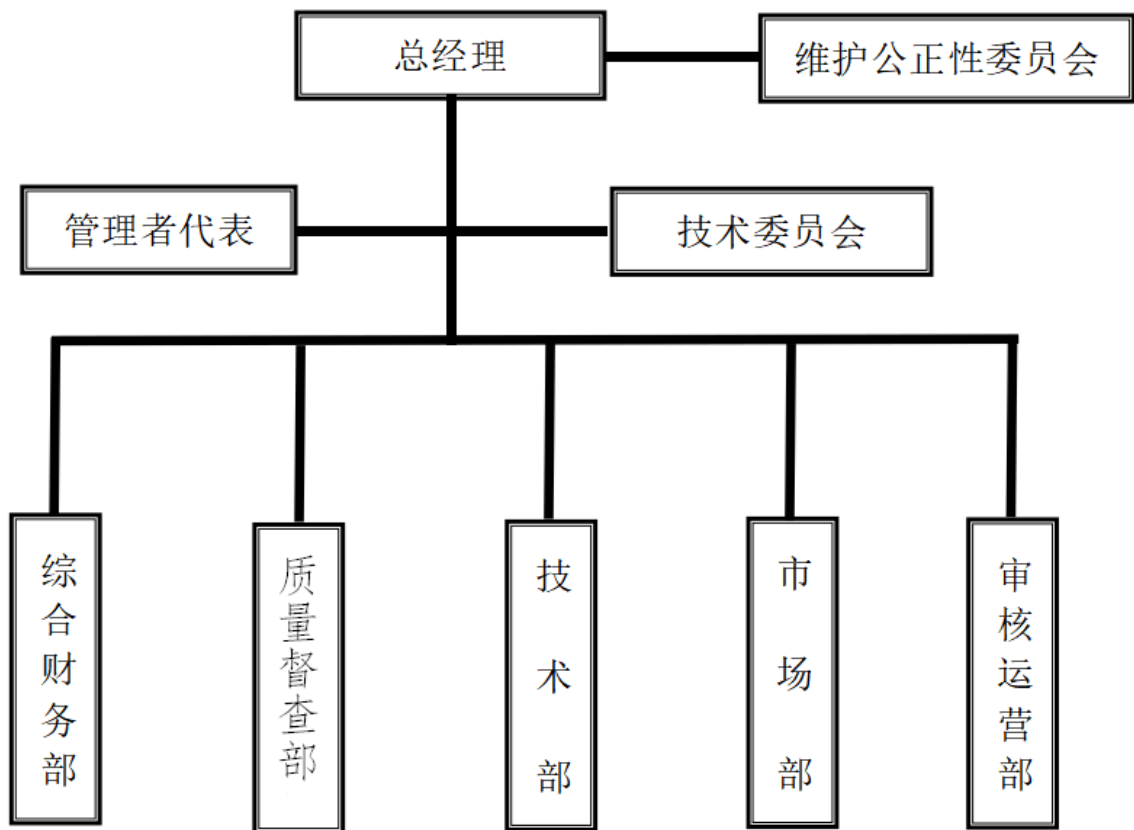 总经理
维护公正性委员会
管理者代表
技术委员会
综合财务部
质量督查部
技术部
市场部
审核运营部